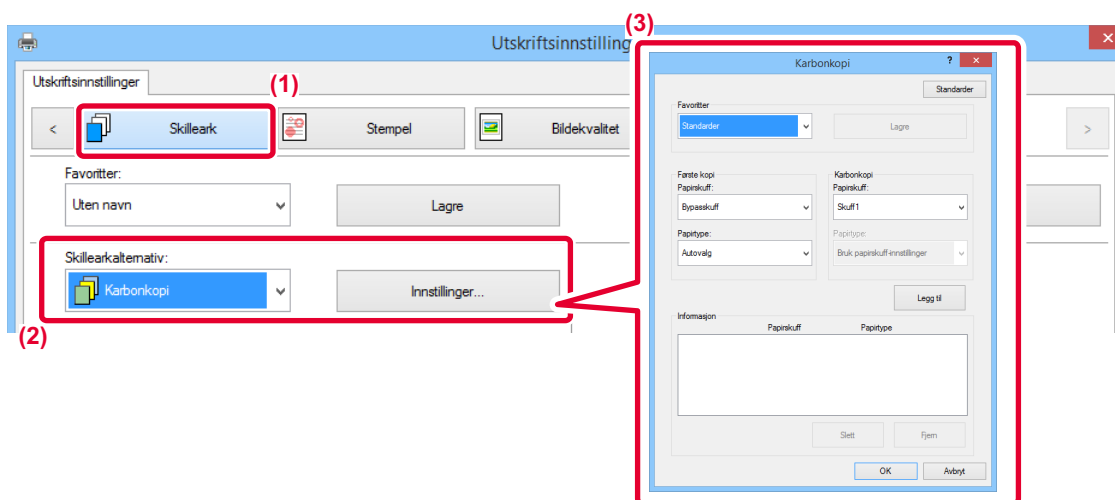 (3)
Utskriftsinnstilling
Utskriftsinnstillinger
(1)
< Skilleark Stempel Bildekvalitet >
Favoritter:
Uten navn Lagre
Skillearkalternativ:
Karbonkopi Innstillinger...
(2)
Karbonkopi ? ×
Standarder
Favoritter
Standarder Lagre
Første kopi Karbonkopi
Papirskuff: Papirskuff:
Bypasskuff Skuff1
Papirtype: Papirtype:
Autovalg Bruk papirskuff-innstillinger
Legg til
Informasjon
Papirskuff Papirtype
Slett Fjern
OK Avbryt